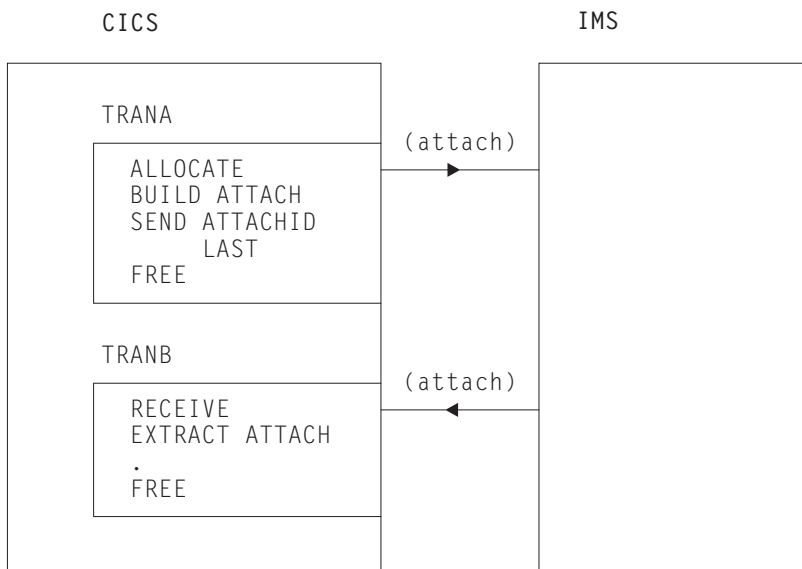 CICS
IMS
TRANA
(attach)
ALLOCATE
BUILD ATTACH
SEND ATTACHID
LAST
FREE
TRANB
(attach)
RECEIVE
EXTRACT ATTACH
.
FREE